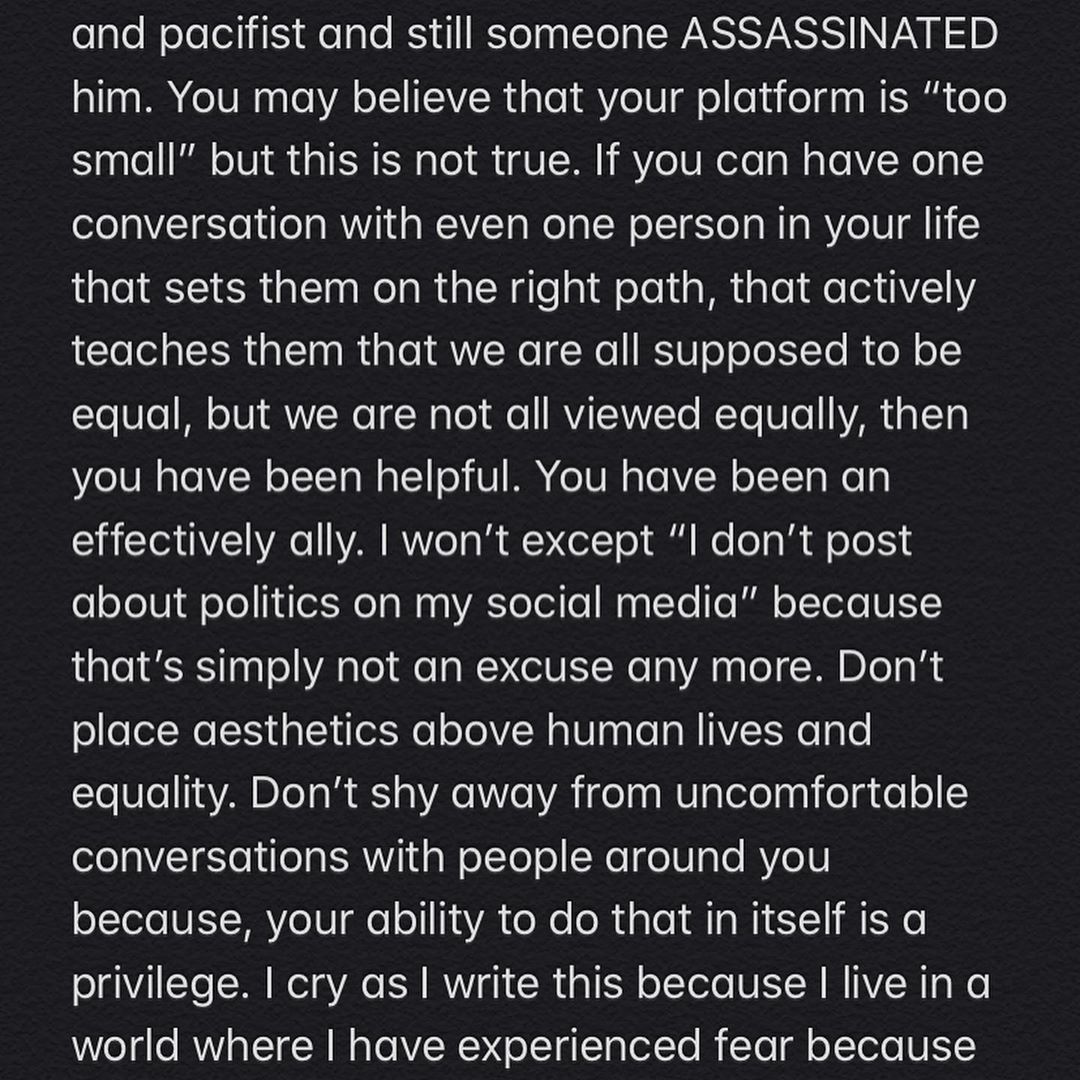 and pacifist and still someone ASSASSINATED
him. You may believe that your platform is “too
small” but this is not true. If you can have one
conversation with even one person in your life
that sets them on the right path, that actively
teaches them that we are all supposed to be
equal, but we are not all viewed equally, then
you have been helpful. You have been an
effectively ally. I won’t except “I don’t post
about politics on my social media” because
that’s simply not an excuse any more. Don’t
place aesthetics above human lives and
equality. Don’t shy away from uncomfortable
conversations with people around you
because, your ability to do that in itself is a
privilege. I cry as I write this because I live in a
world where I have experienced fear because